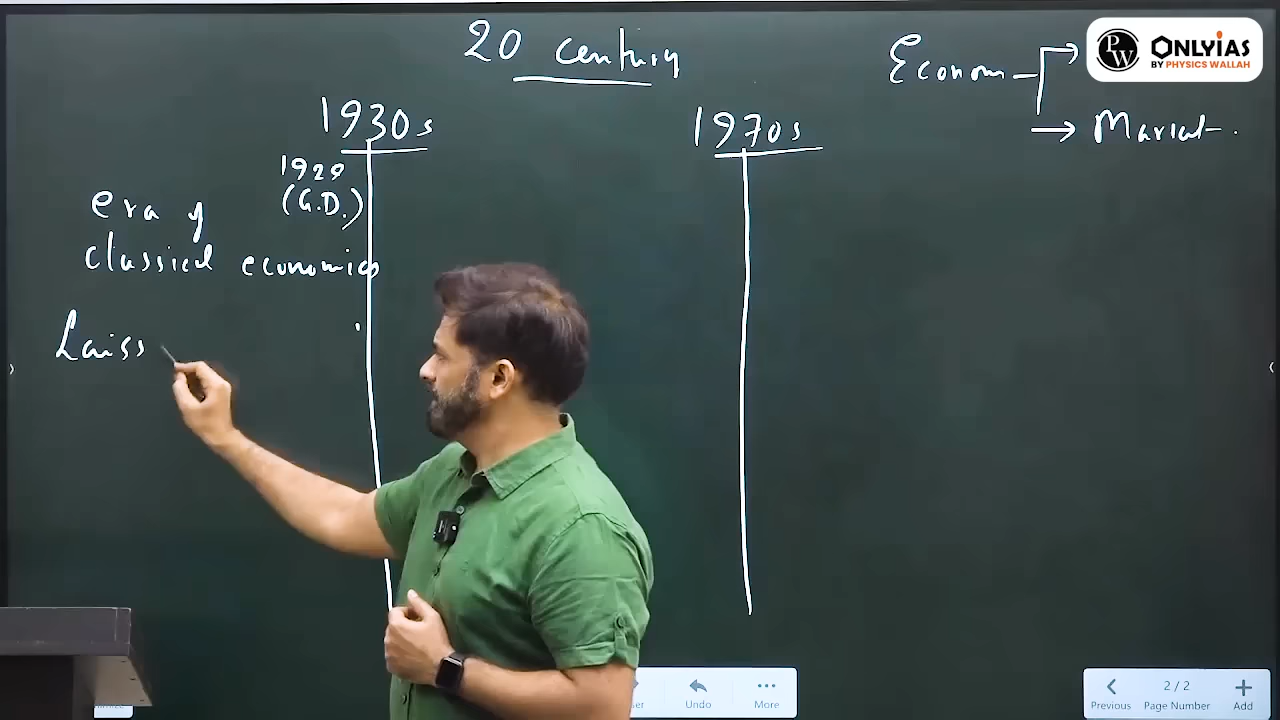 20 century
Econom
PW ONLYIAS
BY PHYSICS WALLAH
→ Market.
1930s
1970s
1929
(G.D.)
era of
classical economics
Laiss
Undo
More
Previous
2 / 2
Page Number
Add